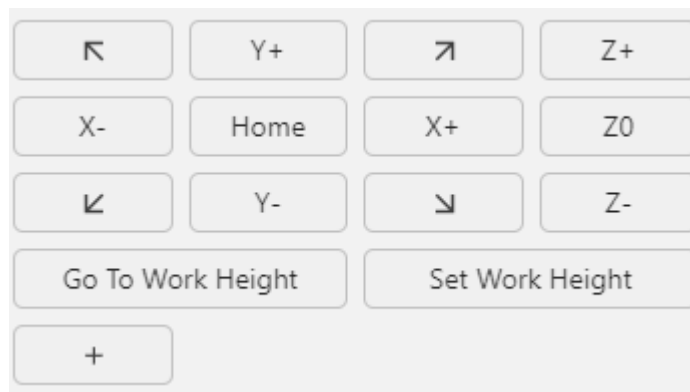 ↖ Y+ ↗ Z+
X- Home X+ Z0
↙ Y- ↘ Z-
Go To Work Height Set Work Height
+